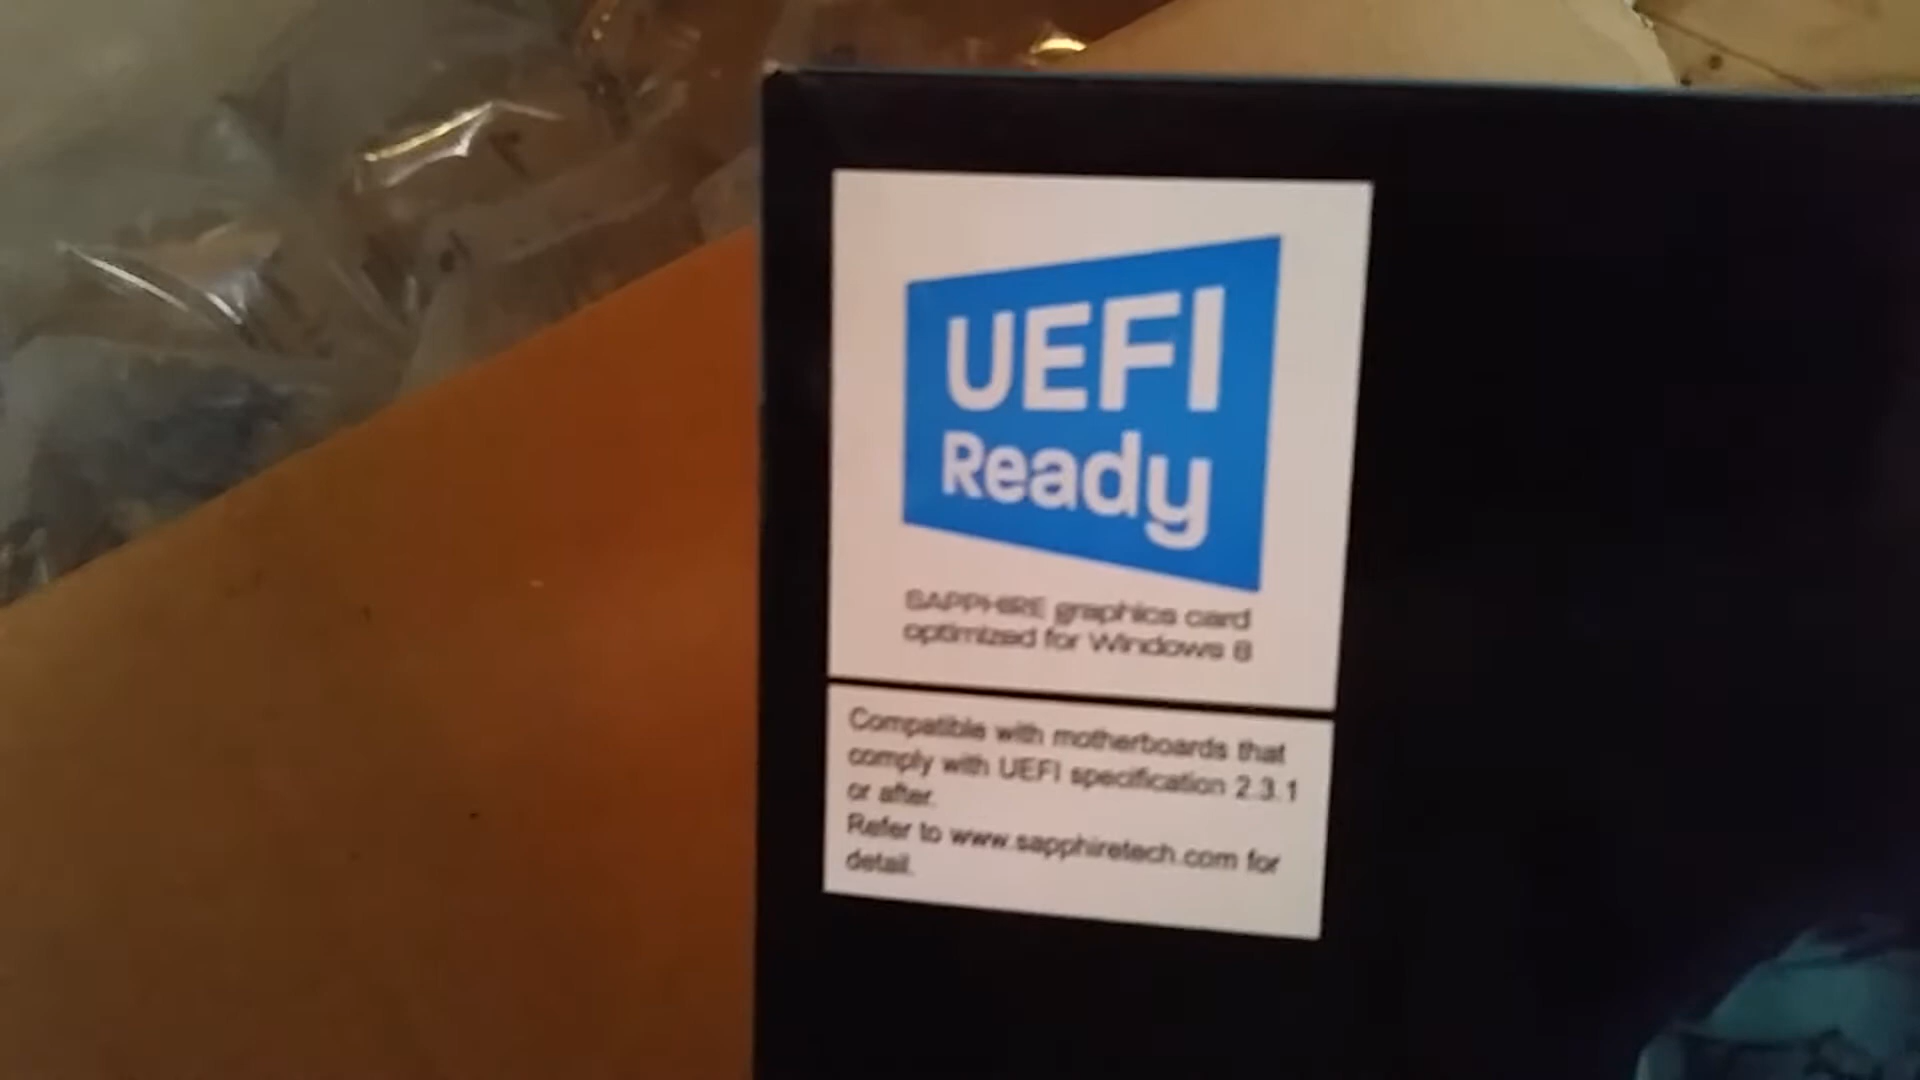 UEFI
Ready
SAPPHIRE graphics card
optimized for Windows 8
Compatible with motherboards that
comply with UEFI specification 2.3.1
or after.
Refer to www.sapphiretech.com for
detail.